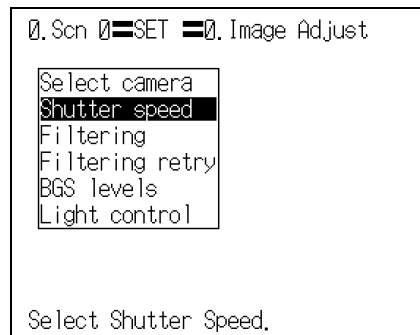 0.Scn 0〓SET 〓0.Image Adjust
Select camera
Shutter speed
Filtering
Filtering retry
BGS levels
Light control
Select Shutter Speed.